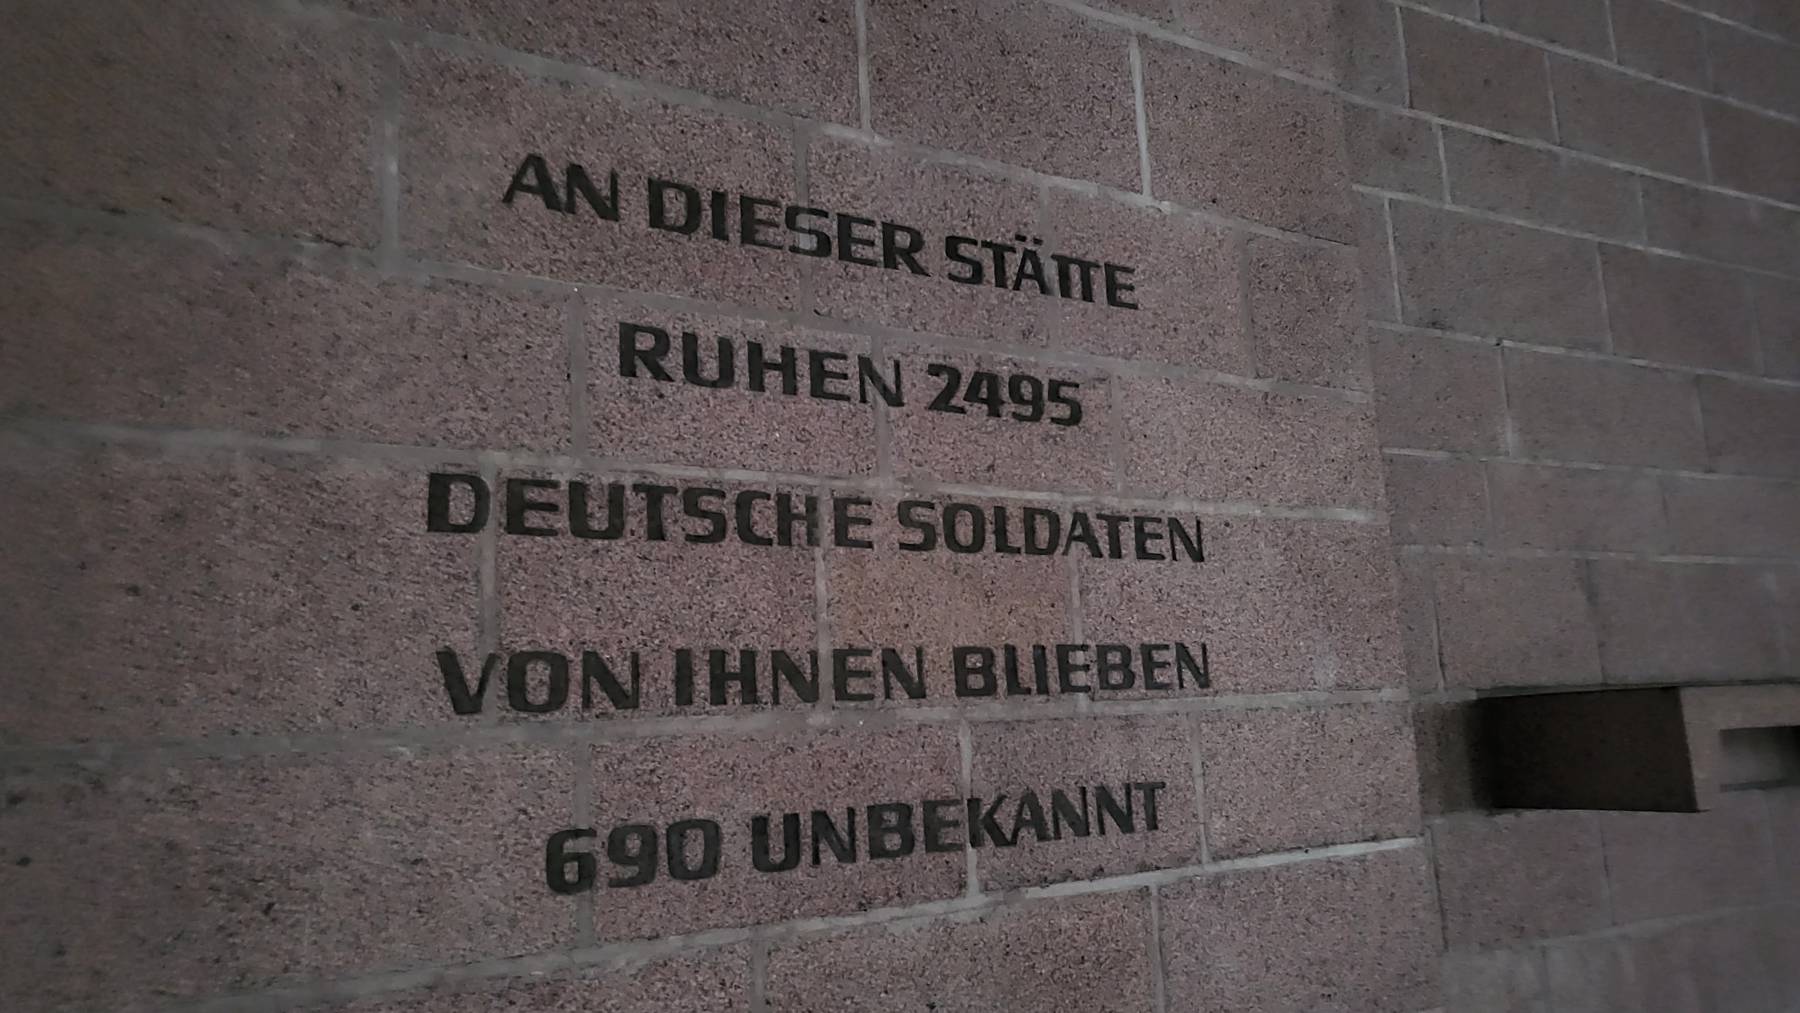 AN DIESER STÄTTE
RUHEN 2495
DEUTSCHE SOLDATEN
VON IHNEN BLIEBEN
690 UNBEKANNT